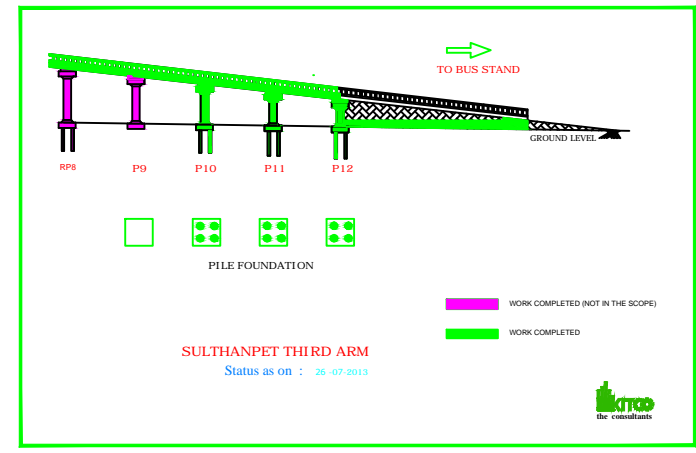 TO BUS STAND
GROUND LEVEL
RP8 P9 P10 P11 P12
PILE FOUNDATION
WORK COMPLETED (NOT IN THE SCOPE)
WORK COMPLETED
SULTHANPET THIRD ARM
Status as on : 26-07-2013
KITCO
the consultants